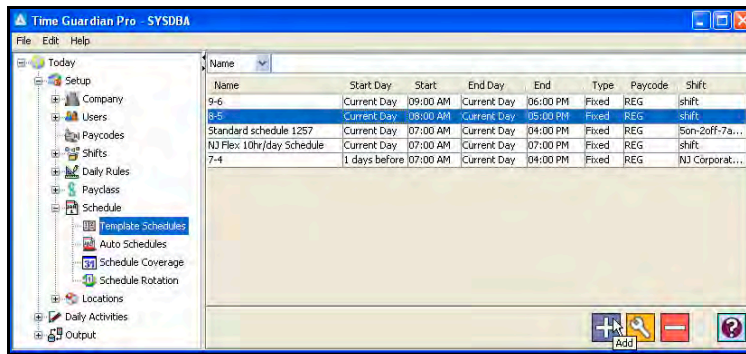 Time Guardian Pro - SYSDBA
File Edit Help
Today
Setup
Company
Users
Paycodes
Shifts
Daily Rules
Payclass
Schedule
Template Schedules
Auto Schedules
31 Schedule Coverage
Schedule Rotation
Locations
Daily Activities
Output
Name
Name Start Day Start End Day End Type Paycode Shift
9-6 Current Day 09:00 AM Current Day 06:00 PM Fixed REG shift
8-5 Current Day 08:00 AM Current Day 05:00 PM Fixed REG shift
Standard schedule 1257 Current Day 07:00 AM Current Day 04:00 PM Fixed REG 5on-2off-7a...
NJ Flex 10hr/day Schedule Current Day 07:00 AM Current Day 07:00 PM Fixed REG shift
7-4 1 days before 07:00 AM Current Day 04:00 PM Fixed REG NJ Corporat...
Add